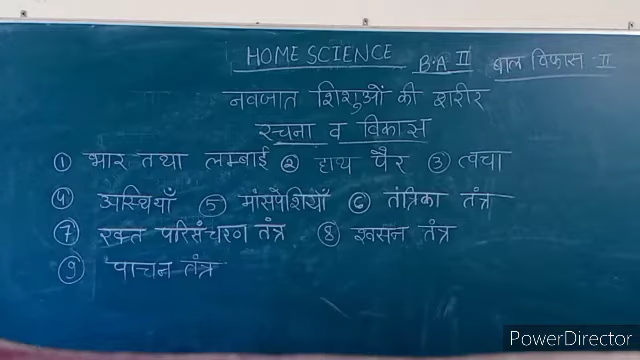 HOME SCIENCE B.A II बाल विकास - II
नवजात शिशुओं की शरीर
रचना व विकास
① भार तथा लम्बाई ② हाथ पैर ③ त्वचा
④ अस्थियाँ ⑤ मांसपेशियाँ ⑥ तंत्रिका तंत्र
⑦ रक्त परिसंचरण तंत्र ⑧ श्वसन तंत्र
⑨ पाचन तंत्र
PowerDirector